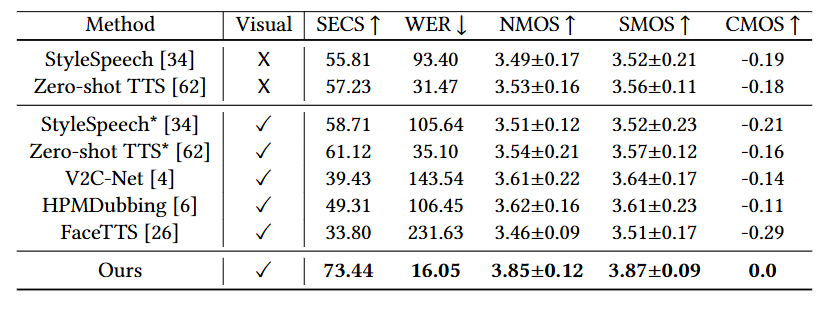 Method Visual SECS↑ WER↓ NMOS↑ SMOS↑ CMOS↑
StyleSpeech [34] X 55.81 93.40 3.49±0.17 3.52±0.21 -0.19
Zero-shot TTS [62] X 57.23 31.47 3.53±0.16 3.56±0.11 -0.18
StyleSpeech* [34] ✓ 58.71 105.64 3.51±0.12 3.52±0.23 -0.21
Zero-shot TTS* [62] ✓ 61.12 35.10 3.54±0.21 3.57±0.12 -0.16
V2C-Net [4] ✓ 39.43 143.54 3.61±0.22 3.64±0.17 -0.14
HPMDubbing [6] ✓ 49.31 106.45 3.62±0.16 3.61±0.23 -0.11
FaceTTS [26] ✓ 33.80 231.63 3.46±0.09 3.51±0.17 -0.29
Ours ✓ 73.44 16.05 3.85±0.12 3.87±0.09 0.0